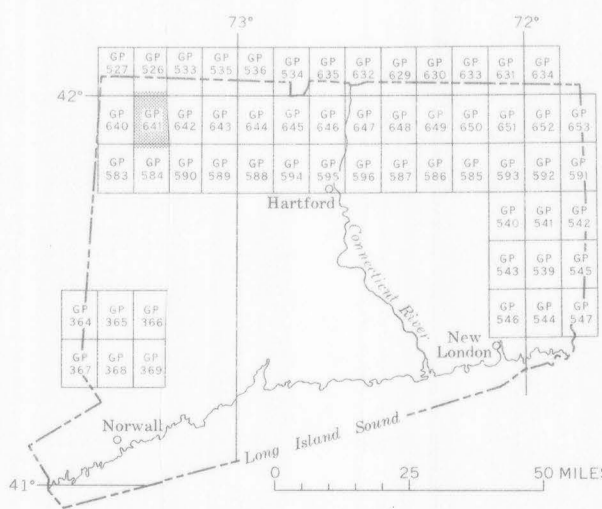 73° 72°
GP 527 GP 526 GP 533 GP 535 GP 536 GP 534 GP 635 GP 632 GP 629 GP 630 GP 633 GP 631 GP 634
42°
GP 640 GP 641 GP 642 GP 643 GP 644 GP 645 GP 646 GP 647 GP 648 GP 649 GP 650 GP 651 GP 652 GP 653
GP 583 GP 584 GP 590 GP 589 GP 588 GP 594 GP 595 GP 596 GP 587 GP 586 GP 585 GP 593 GP 592 GP 591
Hartford
GP 540 GP 541 GP 542
Connecticut River
GP 543 GP 539 GP 545
GP 364 GP 365 GP 366
New London
GP 546 GP 544 GP 547
GP 367 GP 368 GP 369
Norwall
Long Island Sound
41°
0 25 50 MILES